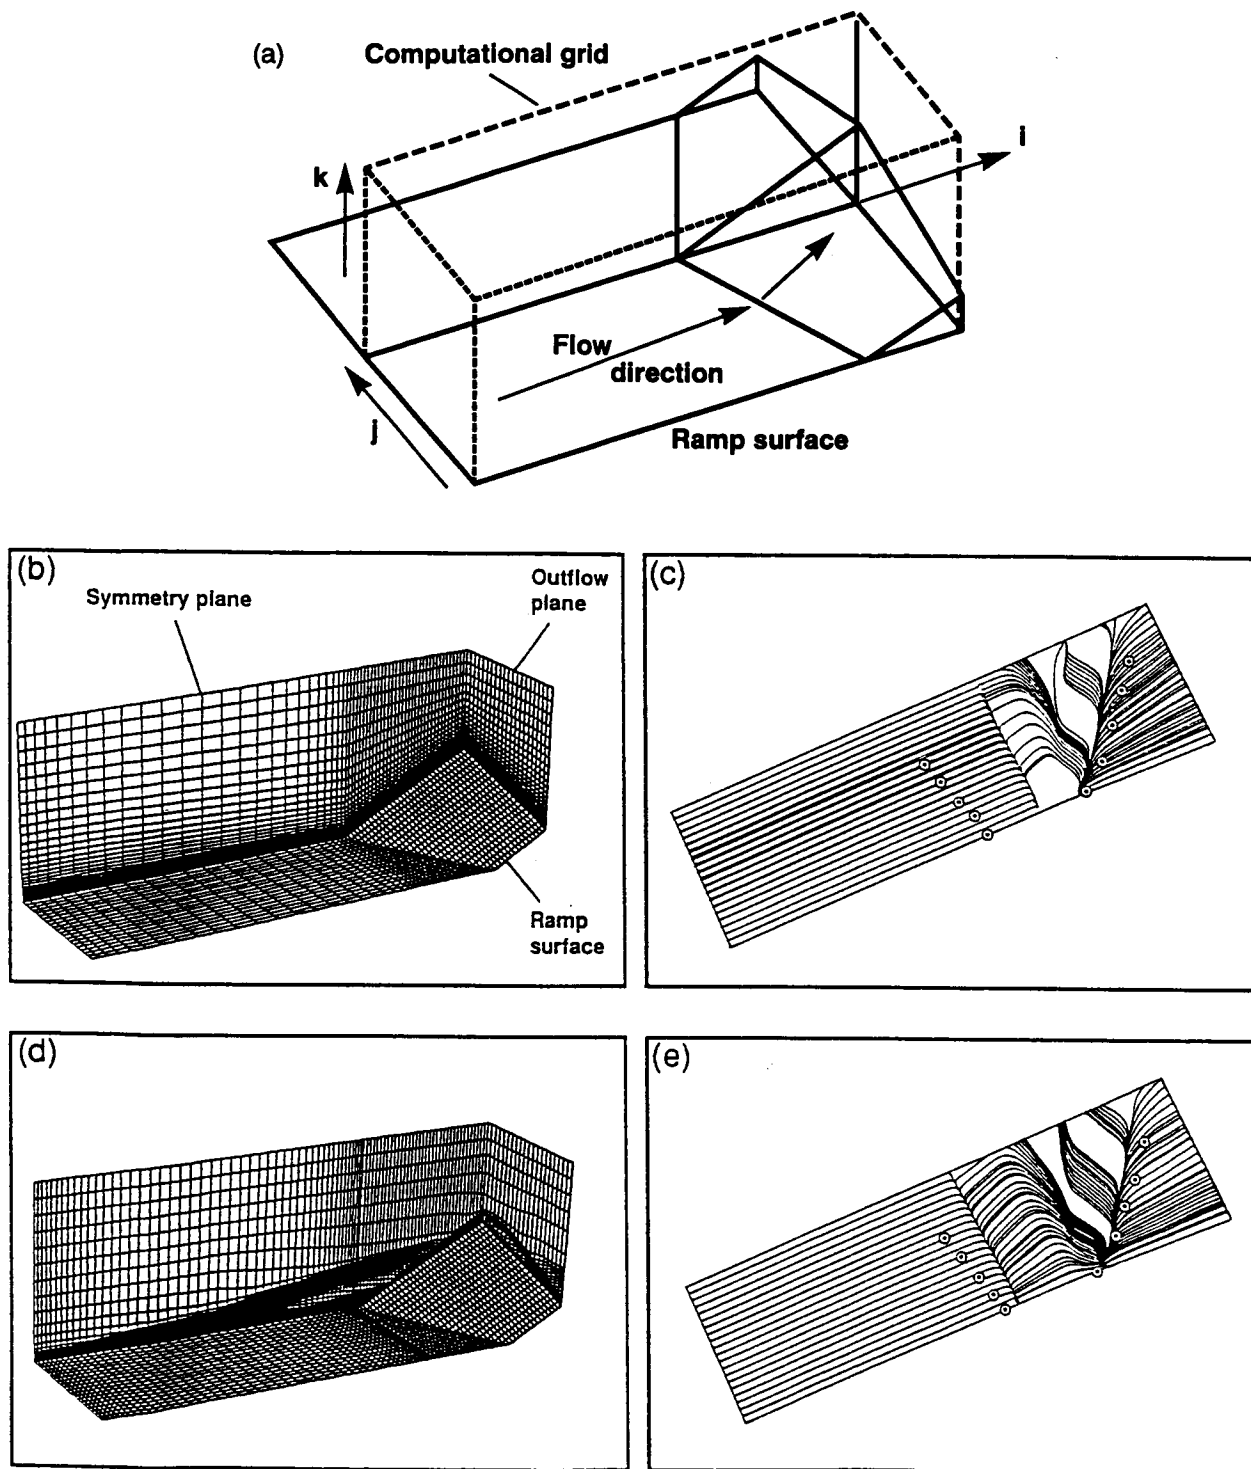 (a)
Computational grid
k
i
Flow
direction
j
Ramp surface
(b)
Symmetry plane
Outflow
plane
Ramp
surface
(c)
(d)
(e)